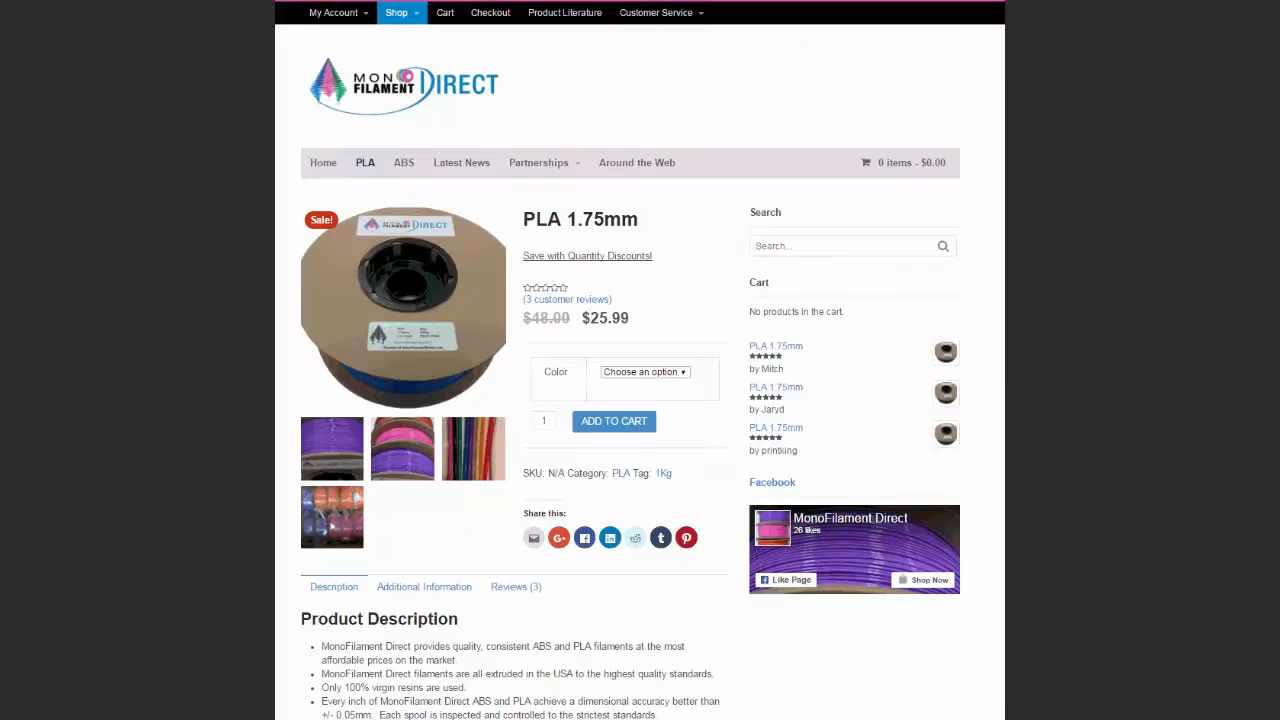 My Account
Shop
Cart
Checkout
Product Literature
Customer Service
MONO
FILAMENT DIRECT
Home
PLA
ABS
Latest News
Partnerships
Around the Web
0 items - $0.00
Sale!
DIRECT
PLA 1.75mm
Save with Quantity Discounts!
(3 customer reviews)
$48.00 $25.99
Color
Choose an option
1
ADD TO CART
SKU: N/A Category: PLA Tag: 1Kg
Share this:
Search
Search...
Cart
No products in the cart.
PLA 1.75mm
by Mitch
PLA 1.75mm
by Jaryd
PLA 1.75mm
by printking
Facebook
MonoFilament Direct
26 likes
Like Page
Shop Now
Description
Additional Information
Reviews (3)
Product Description
MonoFilament Direct provides quality, consistent ABS and PLA filaments at the most
affordable prices on the market.
MonoFilament Direct filaments are all extruded in the USA to the highest quality standards.
Only 100% virgin resins are used.
Every inch of MonoFilament Direct ABS and PLA achieve a dimensional accuracy better than
+/- 0.05mm. Each spool is inspected and controlled to the strictest standards.